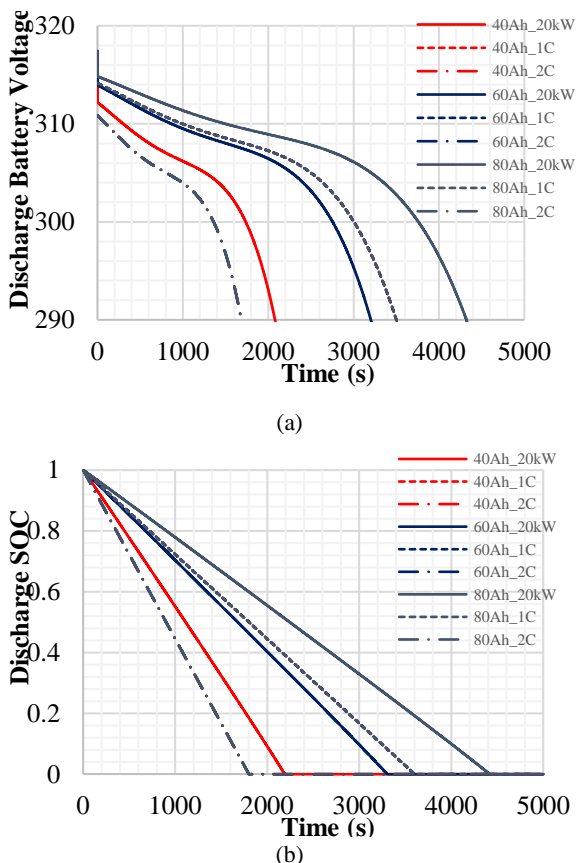 Discharge Battery Voltage
320
310
300
290
0
1000
2000
3000
4000
5000
Time (s)
40Ah_20kW
40Ah_1C
40Ah_2C
60Ah_20kW
60Ah_1C
60Ah_2C
80Ah_20kW
80Ah_1C
80Ah_2C
(a)
Discharge SOC
1
0.8
0.6
0.4
0.2
0
0
1000
2000
3000
4000
5000
Time (s)
40Ah_20kW
40Ah_1C
40Ah_2C
60Ah_20kW
60Ah_1C
60Ah_2C
80Ah_20kW
80Ah_1C
80Ah_2C
(b)